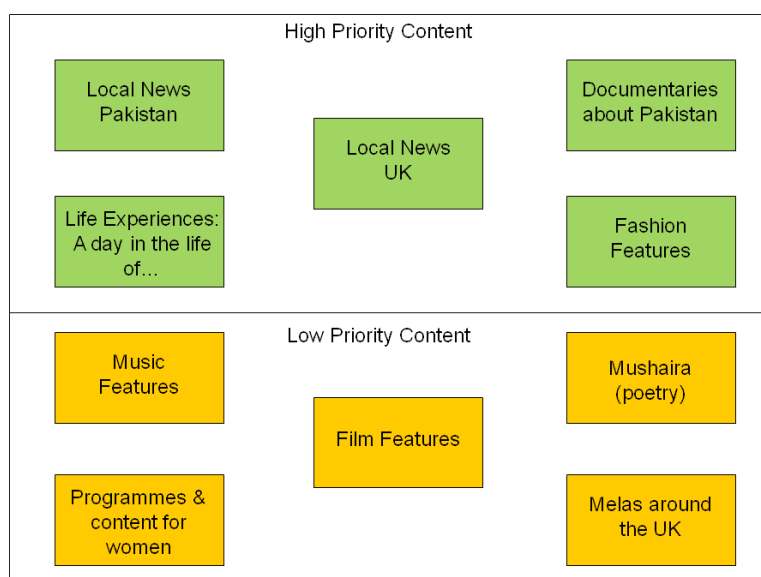 High Priority Content
Local News
Pakistan
Documentaries
about Pakistan
Local News
UK
Life Experiences:
A day in the life
of...
Fashion
Features
Low Priority Content
Music
Features
Mushaira
(poetry)
Film Features
Programmes &
content for
women
Melas around
the UK